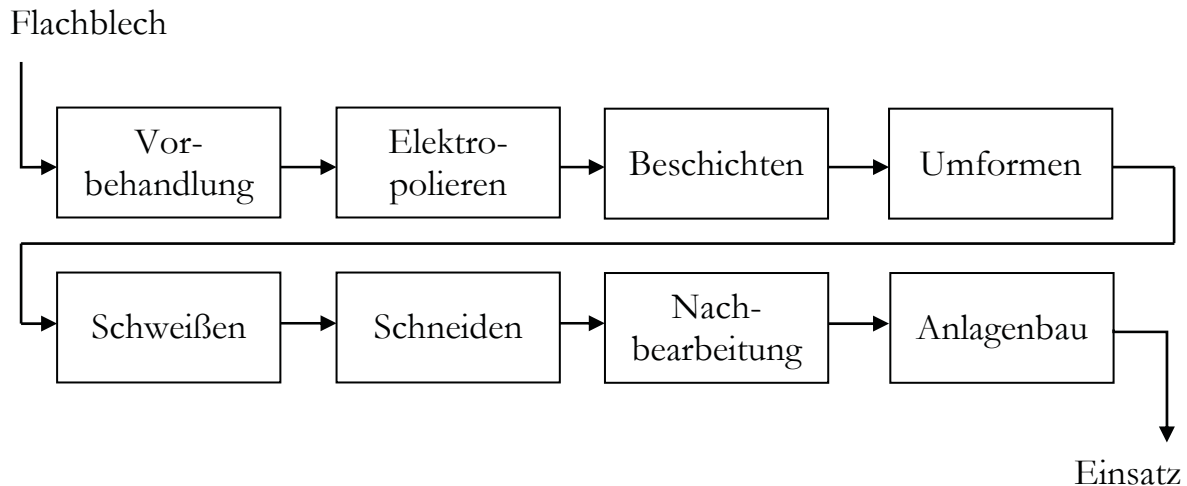 Flachblech
Vor-
behandlung
Elektro-
polieren
Beschichten
Umformen
Schweißen
Schneiden
Nach-
bearbeitung
Anlagenbau
Einsatz